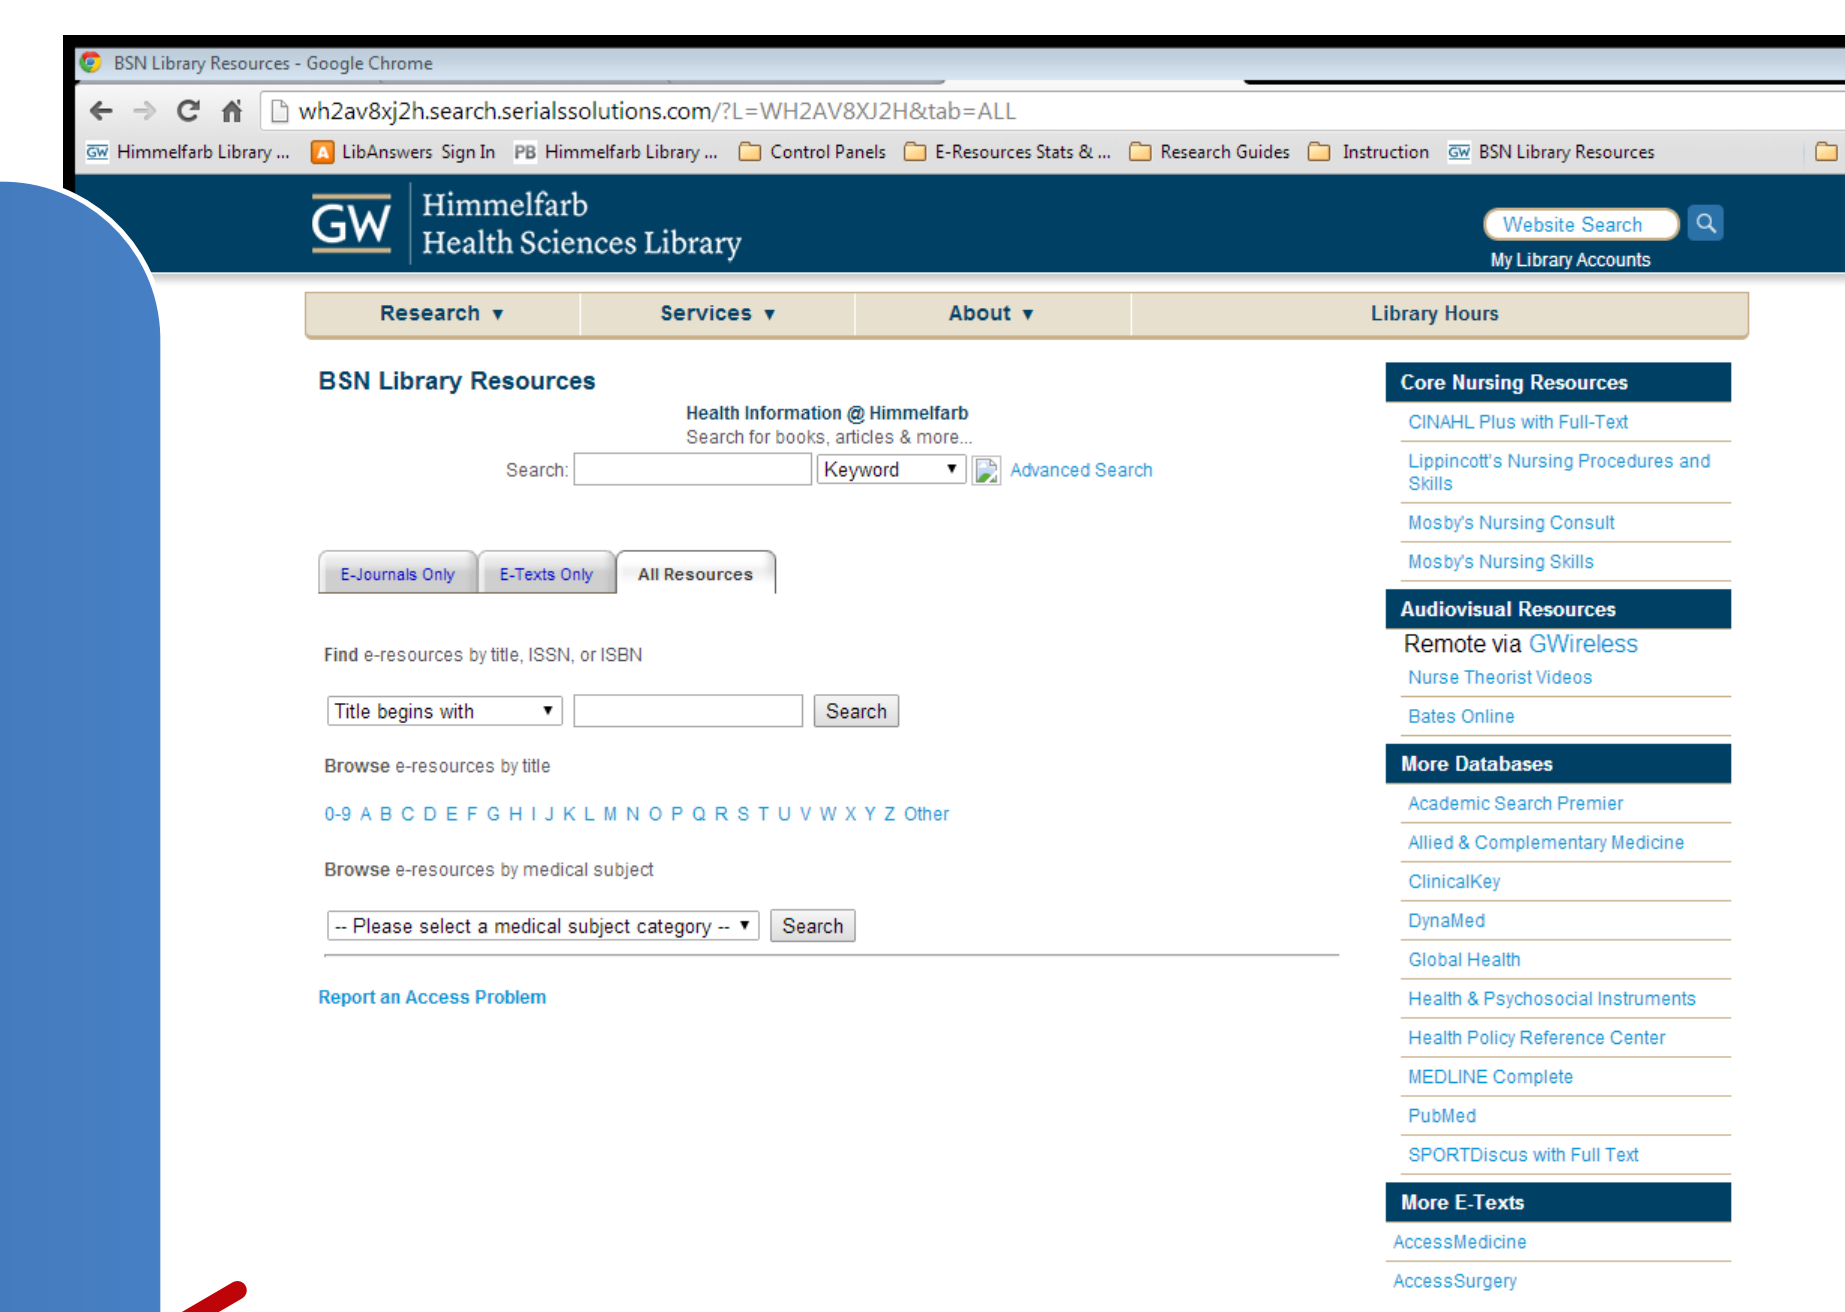 BSN Library Resources - Google Chrome
wh2av8xj2h.search.serialssolutions.com/?L=WH2AV8XJ2H&tab=ALL
GW Himmelfarb Library ... A LibAnswers Sign In PB Himmelfarb Library ... Control Panels E-Resources Stats & ... Research Guides Instruction GW BSN Library Resources
GW Himmelfarb
Health Sciences Library
Website Search
My Library Accounts
Research ▾ Services ▾ About ▾ Library Hours
BSN Library Resources
Health Information @ Himmelfarb
Search for books, articles & more...
Search: Keyword ▾ Advanced Search
E-Journals Only E-Texts Only All Resources
Find e-resources by title, ISSN, or ISBN
Title begins with ▾ Search
Browse e-resources by title
0-9 A B C D E F G H I J K L M N O P Q R S T U V W X Y Z Other
Browse e-resources by medical subject
-- Please select a medical subject category -- ▾ Search
Report an Access Problem
Core Nursing Resources
CINAHL Plus with Full-Text
Lippincott's Nursing Procedures and
Skills
Mosby's Nursing Consult
Mosby's Nursing Skills
Audiovisual Resources
Remote via GWireless
Nurse Theorist Videos
Bates Online
More Databases
Academic Search Premier
Allied & Complementary Medicine
ClinicalKey
DynaMed
Global Health
Health & Psychosocial Instruments
Health Policy Reference Center
MEDLINE Complete
PubMed
SPORTDiscus with Full Text
More E-Texts
AccessMedicine
AccessSurgery